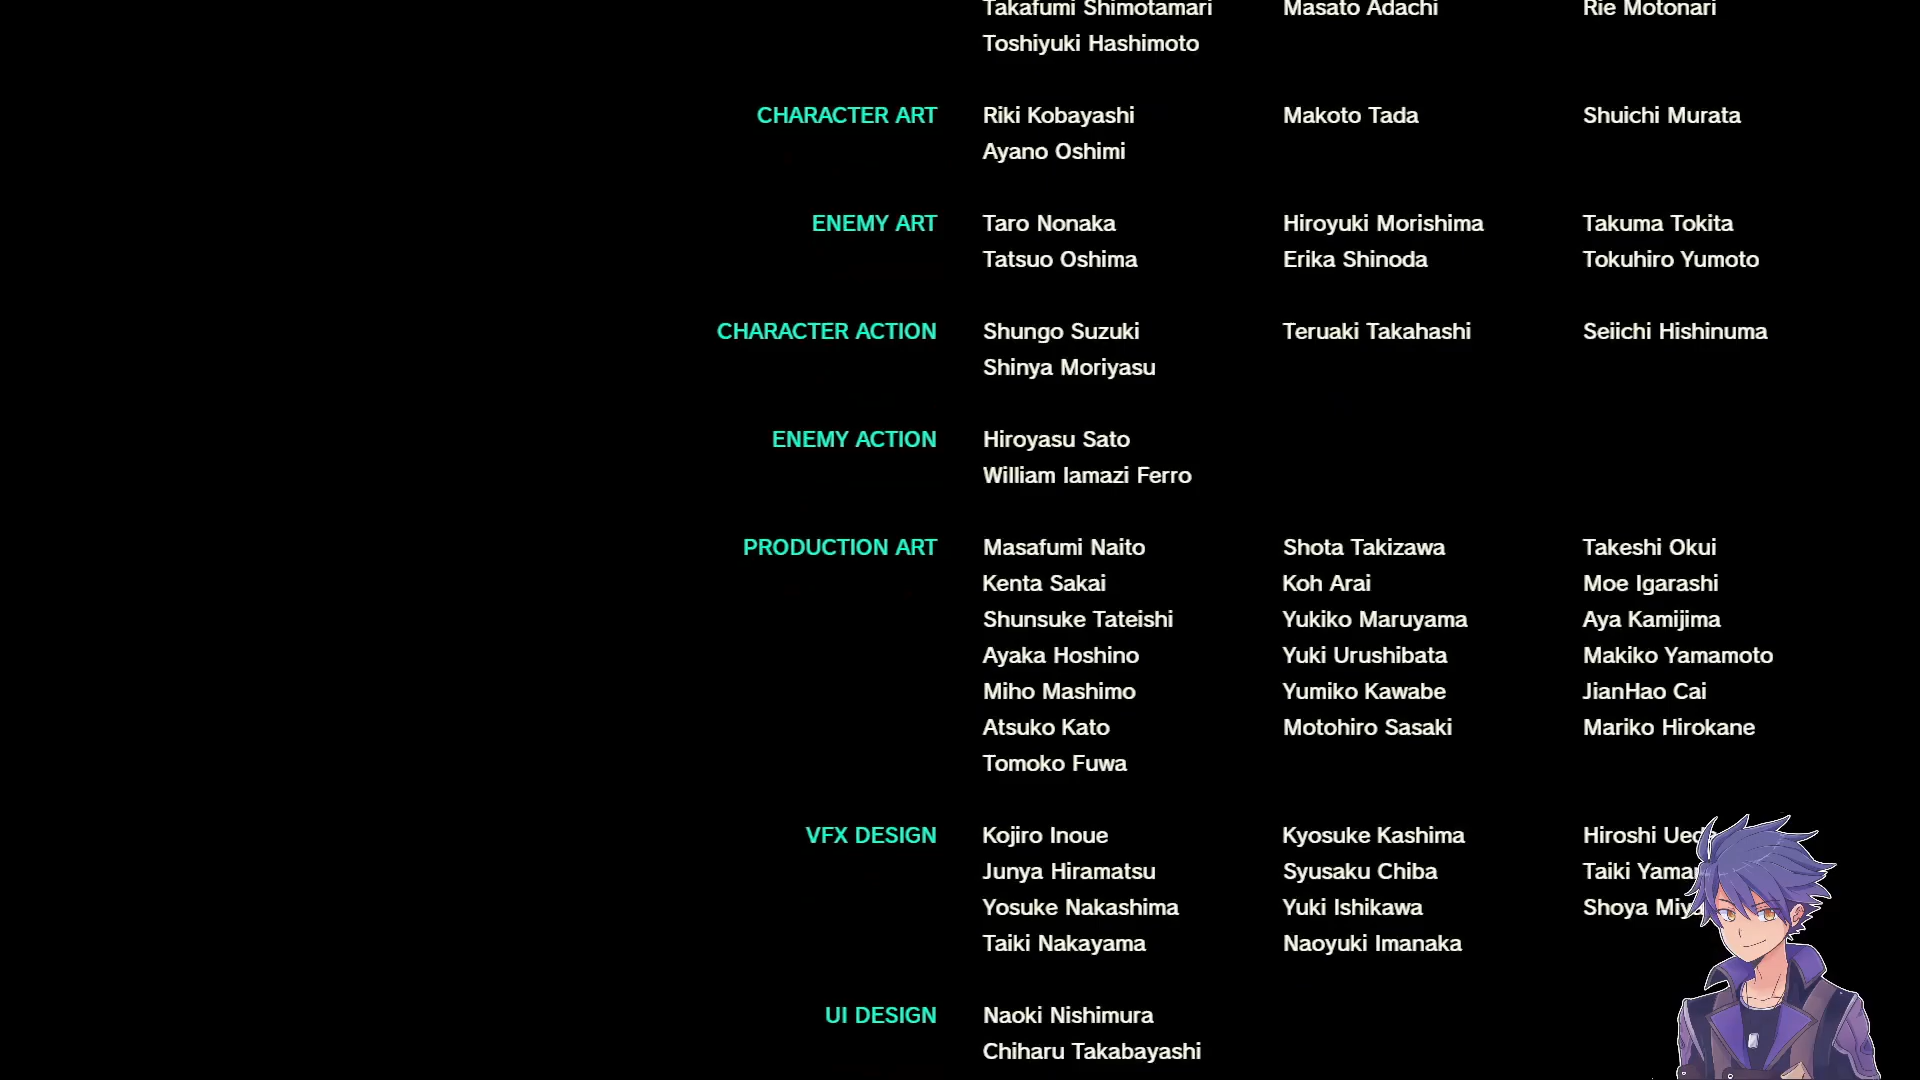 Takafumi Shimotamari Masato Adachi Rie Motonari
Toshiyuki Hashimoto
CHARACTER ART Riki Kobayashi Makoto Tada Shuichi Murata
Ayano Oshimi
ENEMY ART Taro Nonaka Hiroyuki Morishima Takuma Tokita
Tatsuo Oshima Erika Shinoda Tokuhiro Yumoto
CHARACTER ACTION Shungo Suzuki Teruaki Takahashi Seiichi Hishinuma
Shinya Moriyasu
ENEMY ACTION Hiroyasu Sato
William Iamazi Ferro
PRODUCTION ART Masafumi Naito Shota Takizawa Takeshi Okui
Kenta Sakai Koh Arai Moe Igarashi
Shunsuke Tateishi Yukiko Maruyama Aya Kamijima
Ayaka Hoshino Yuki Urushibata Makiko Yamamoto
Miho Mashimo Yumiko Kawabe JianHao Cai
Atsuko Kato Motohiro Sasaki Mariko Hirokane
Tomoko Fuwa
VFX DESIGN Kojiro Inoue Kyosuke Kashima Hiroshi
Junya Hiramatsu Syusaku Chiba Taiki
Yosuke Nakashima Yuki Ishikawa Shoya
Taiki Nakayama Naoyuki Imanaka
UI DESIGN Naoki Nishimura
Chiharu Takabayashi